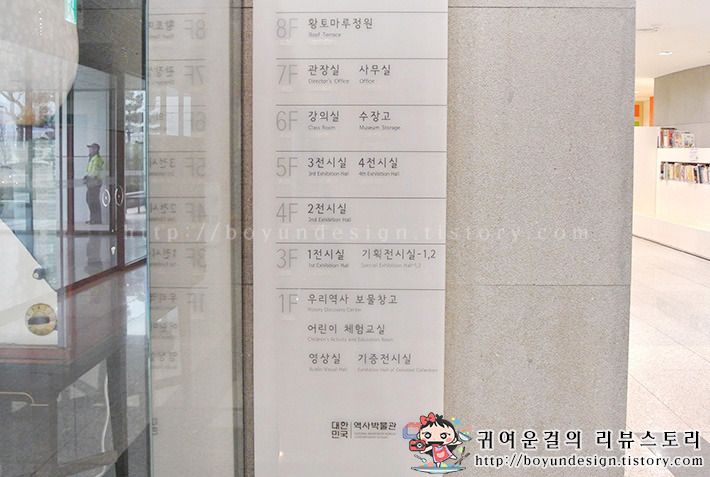 8F 황토마루정원
Roof Terrace
7F 관장실 사무실
Director's Office Office
6F 강의실 수장고
Class Room Museum Storage
5F 3전시실 4전시실
3rd Exhibition Hall 4th Exhibition Hall
4F 2전시실
2nd Exhibition Hall
http://boyundesign.tistory.com
3F 1전시실 기획전시실-1,2
1st Exhibition Hall Special Exhibition Hall-1,2
1F 우리역사 보물창고
History Discovery Center
어린이 체험교실
Children's Activity and Education Room
영상실 기증전시실
Audio-Visual Hall Exhibition Hall of Donated Collection
대한민국 역사박물관
귀여운걸의 리뷰스토리
http://boyundesign.tistory.com